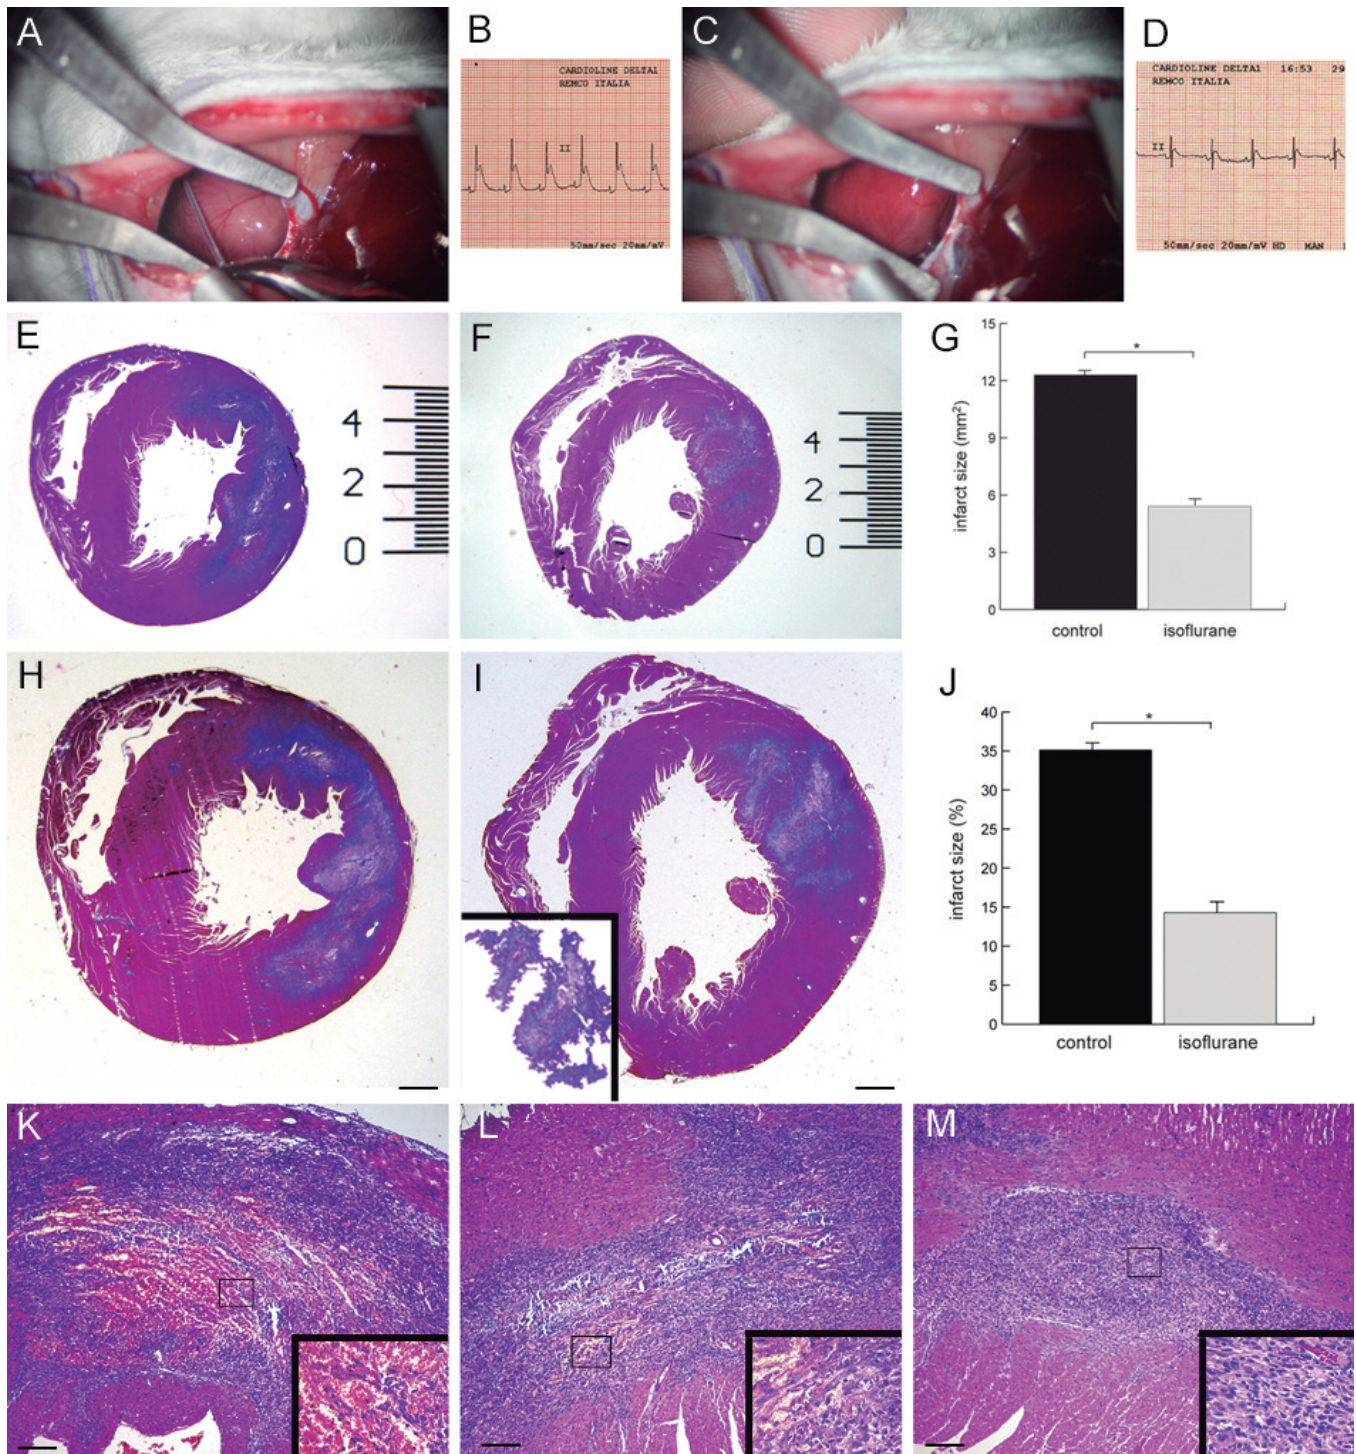 A
B
CARDIOLINE DELTA1
REMCO ITALIA
II
50mm/sec 20mm/mV
C
D
CARDIOLINE DELTA1 16:53 29
REMCO ITALIA
II
50mm/sec 20mm/mV HD MAN
E
4
2
0
F
4
2
0
G
15
12
9
6
3
0
infarct size (mm²)
*
control isoflurane
H
I
J
40
35
30
25
20
15
10
5
0
infarct size (%)
*
control isoflurane
K
L
M